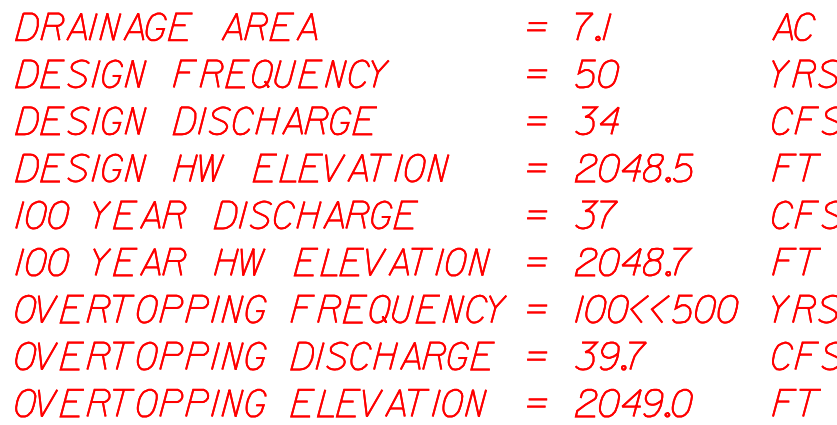 DRAINAGE AREA = 7.1 AC
DESIGN FREQUENCY = 50 YRS
DESIGN DISCHARGE = 34 CFS
DESIGN HW ELEVATION = 2048.5 FT
100 YEAR DISCHARGE = 37 CFS
100 YEAR HW ELEVATION = 2048.7 FT
OVERTOPPING FREQUENCY = 100<<500 YRS
OVERTOPPING DISCHARGE = 39.7 CFS
OVERTOPPING ELEVATION = 2049.0 FT